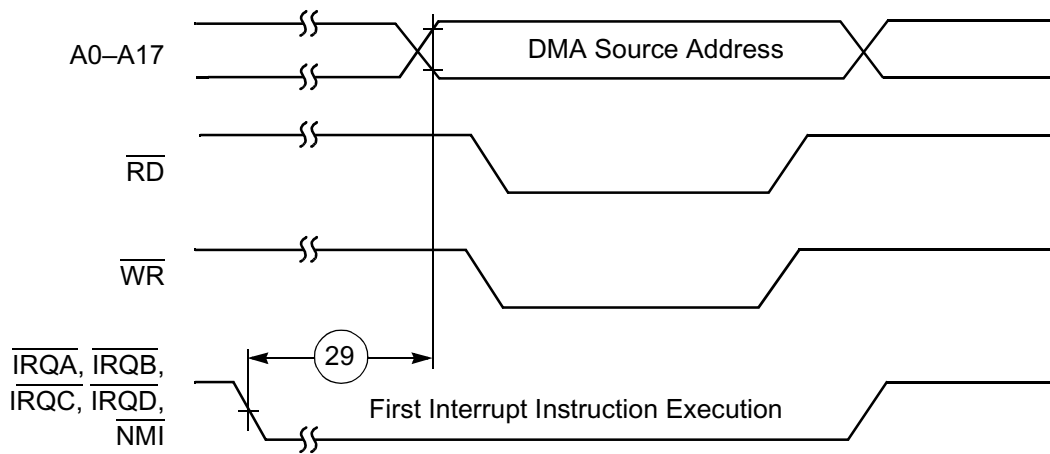 A0–A17
DMA Source Address
RD
WR
29
IRQA, IRQB,
IRQC, IRQD,
NMI
First Interrupt Instruction Execution